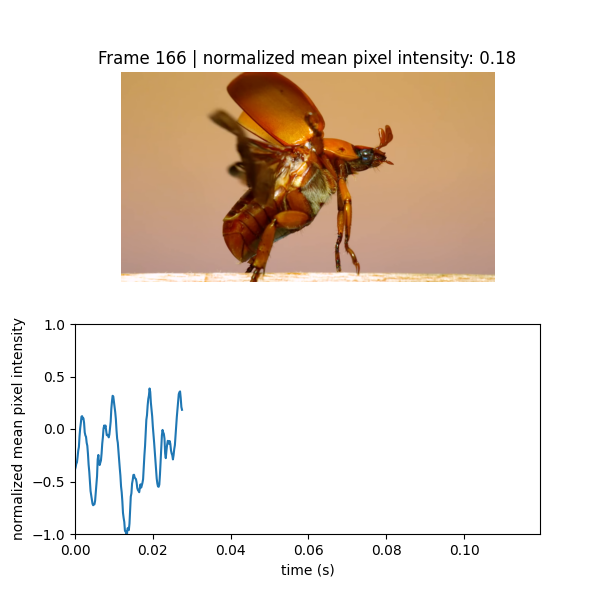 Frame 166 | normalized mean pixel intensity: 0.18
1.0
0.5
0.0
−0.5
−1.0
normalized mean pixel intensity
0.00 0.02 0.04 0.06 0.08 0.10
time (s)